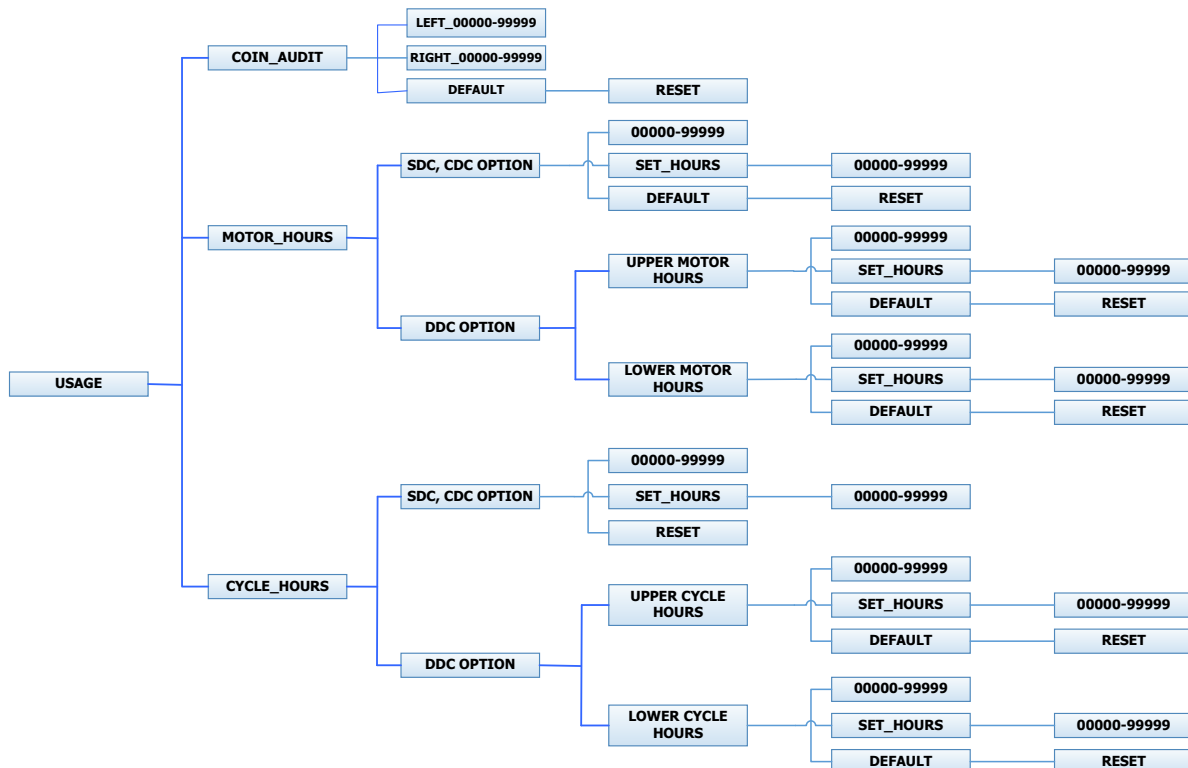 LEFT_00000-99999
COIN_AUDIT
RIGHT_00000-99999
DEFAULT
RESET
00000-99999
SDC, CDC OPTION
SET_HOURS
00000-99999
DEFAULT
RESET
MOTOR_HOURS
00000-99999
UPPER MOTOR
HOURS
SET_HOURS
00000-99999
DEFAULT
RESET
DDC OPTION
00000-99999
LOWER MOTOR
HOURS
SET_HOURS
00000-99999
DEFAULT
RESET
USAGE
00000-99999
SDC, CDC OPTION
SET_HOURS
00000-99999
RESET
CYCLE_HOURS
00000-99999
UPPER CYCLE
HOURS
SET_HOURS
00000-99999
DEFAULT
RESET
DDC OPTION
00000-99999
LOWER CYCLE
HOURS
SET_HOURS
00000-99999
DEFAULT
RESET